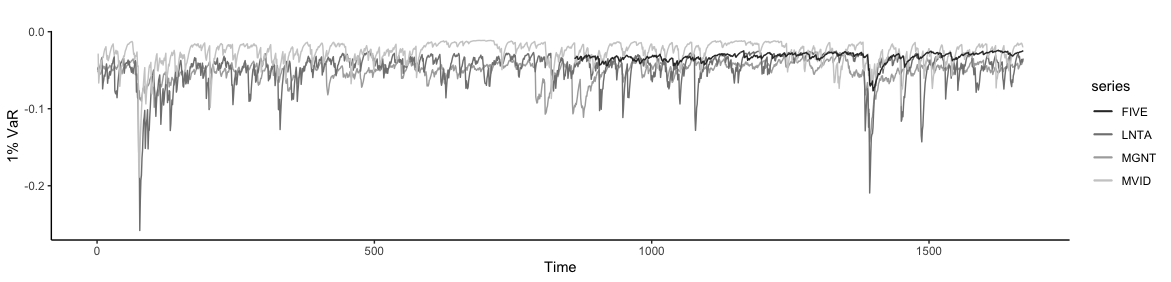 0.0
-0.1
-0.2
1% VaR
0
500
1000
1500
Time
series
FIVE
LNTA
MGNT
MVID